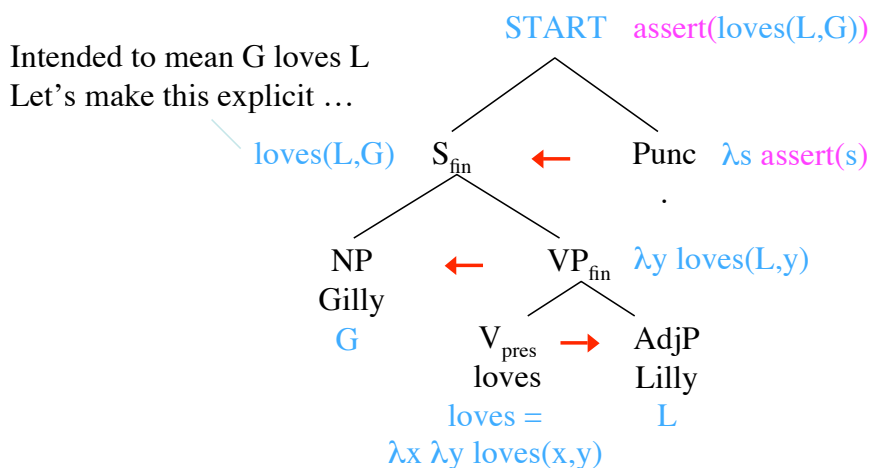 START assert(loves(L,G))
Intended to mean G loves L
Let’s make this explicit …
loves(L,G) S_fin Punc λs assert(s)
.
NP VP_fin λy loves(L,y)
Gilly
G
V_pres AdjP
loves Lilly
loves = L
λx λy loves(x,y)